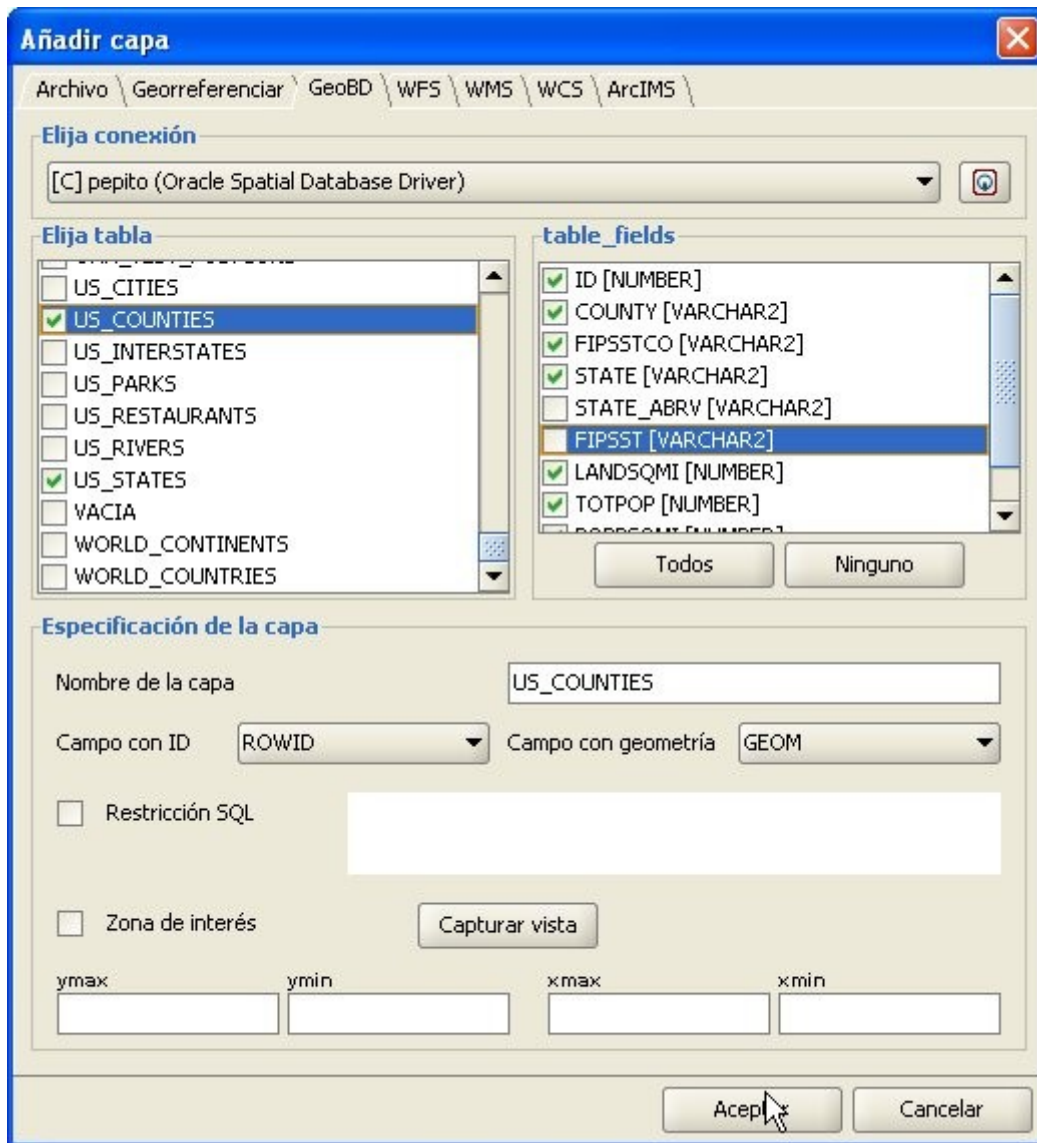 Añadir capa
Archivo Georreferenciar GeoBD WFS WMS WCS ArcIMS
Elija conexión
[C] pepito (Oracle Spatial Database Driver)
Elija tabla
US_CITIES
US_COUNTIES
US_INTERSTATES
US_PARKS
US_RESTAURANTS
US_RIVERS
US_STATES
VACIA
WORLD_CONTINENTS
WORLD_COUNTRIES
table_fields
ID [NUMBER]
COUNTY [VARCHAR2]
FIPSSTCO [VARCHAR2]
STATE [VARCHAR2]
STATE_ABRV [VARCHAR2]
FIPSST [VARCHAR2]
LANDSQMI [NUMBER]
TOTPOP [NUMBER]
Todos Ninguno
Especificación de la capa
Nombre de la capa US_COUNTIES
Campo con ID ROWID Campo con geometría GEOM
Restricción SQL
Zona de interés Capturar vista
ymax ymin xmax xmin
Cancelar